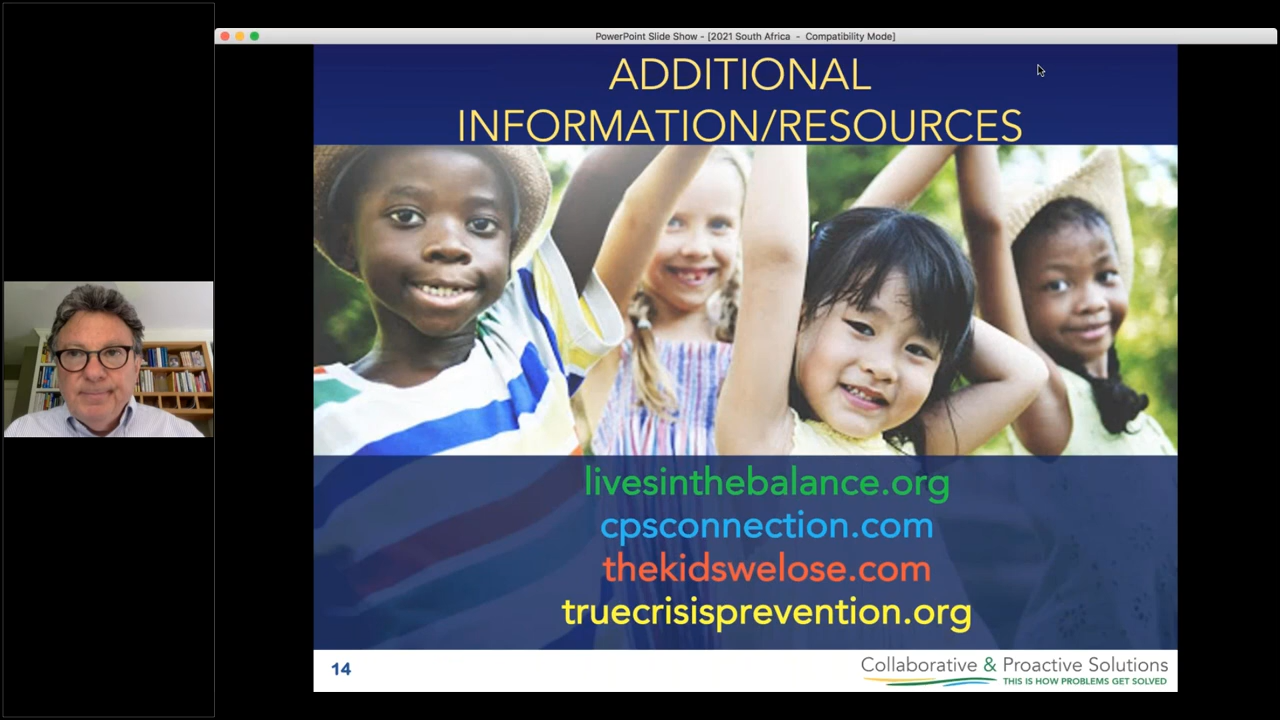 PowerPoint Slide Show - [2021 South Africa - Compatibility Mode]
ADDITIONAL
INFORMATION/RESOURCES
livesinthebalance.org
cpsconnection.com
thekidswelose.com
truecrisisprevention.org
14
Collaborative & Proactive Solutions
THIS IS HOW PROBLEMS GET SOLVED